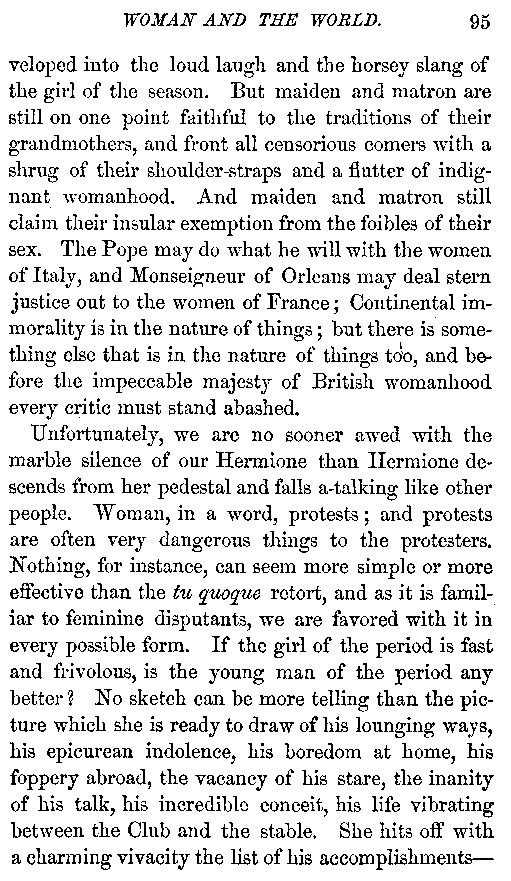 WOMAN AND THE WORLD. 95
veloped into the loud laugh and the horsey slang of
the girl of the season. But maiden and matron are
still on one point faithful to the traditions of their
grandmothers, and front all censorious comers with a
shrug of their shoulder-straps and a flutter of indig-
nant womanhood. And maiden and matron still
claim their insular exemption from the foibles of their
sex. The Pope may do what he will with the women
of Italy, and Monseigneur of Orleans may deal stern
justice out to the women of France; Continental im-
morality is in the nature of things; but there is some-
thing else that is in the nature of things too, and be-
fore the impeccable majesty of British womanhood
every critic must stand abashed.
Unfortunately, we are no sooner awed with the
marble silence of our Hermione than Hermione de-
scends from her pedestal and falls a-talking like other
people. Woman, in a word, protests; and protests
are often very dangerous things to the protesters.
Nothing, for instance, can seem more simple or more
effective than the tu quoque retort, and as it is famil-
iar to feminine disputants, we are favored with it in
every possible form. If the girl of the period is fast
and frivolous, is the young man of the period any
better? No sketch can be more telling than the pic-
ture which she is ready to draw of his lounging ways,
his epicurean indolence, his boredom at home, his
foppery abroad, the vacancy of his stare, the inanity
of his talk, his incredible conceit, his life vibrating
between the Club and the stable. She hits off with
a charming vivacity the list of his accomplishments—